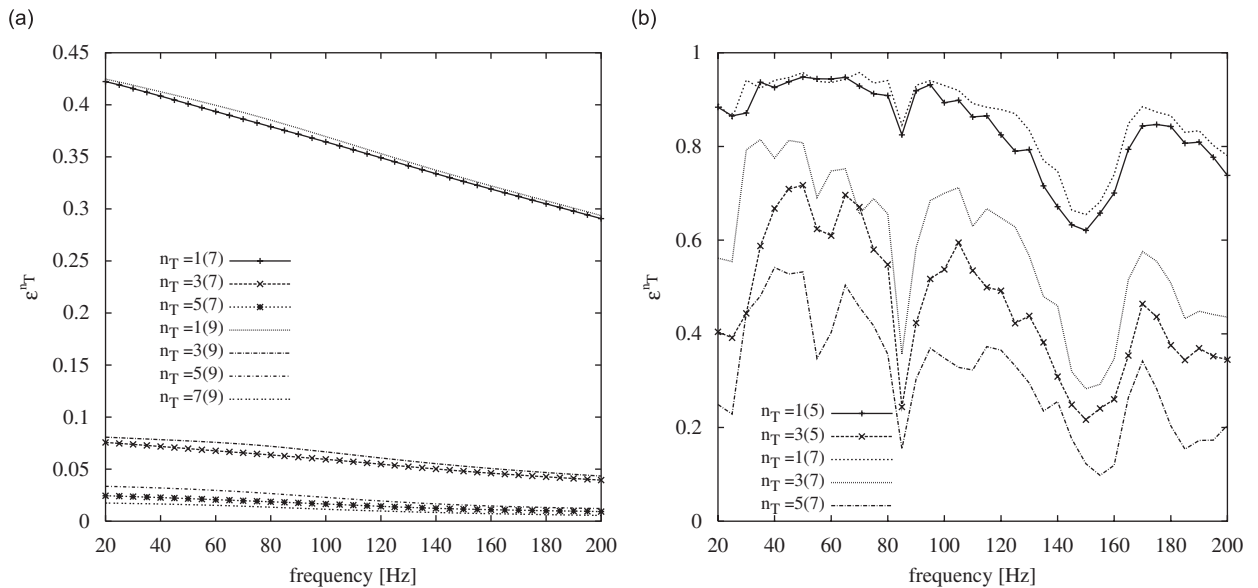 (a)
0.45
0.4
0.35
0.3
0.25
0.2
0.15
0.1
0.05
0
εⁿT
n_T =1(7)
n_T =3(7)
n_T =5(7)
n_T =1(9)
n_T =3(9)
n_T =5(9)
n_T =7(9)
20 40 60 80 100 120 140 160 180 200
frequency [Hz]
(b)
1
0.8
0.6
0.4
0.2
0
εⁿT
n_T =1(5)
n_T =3(5)
n_T =1(7)
n_T =3(7)
n_T =5(7)
20 40 60 80 100 120 140 160 180 200
frequency [Hz]